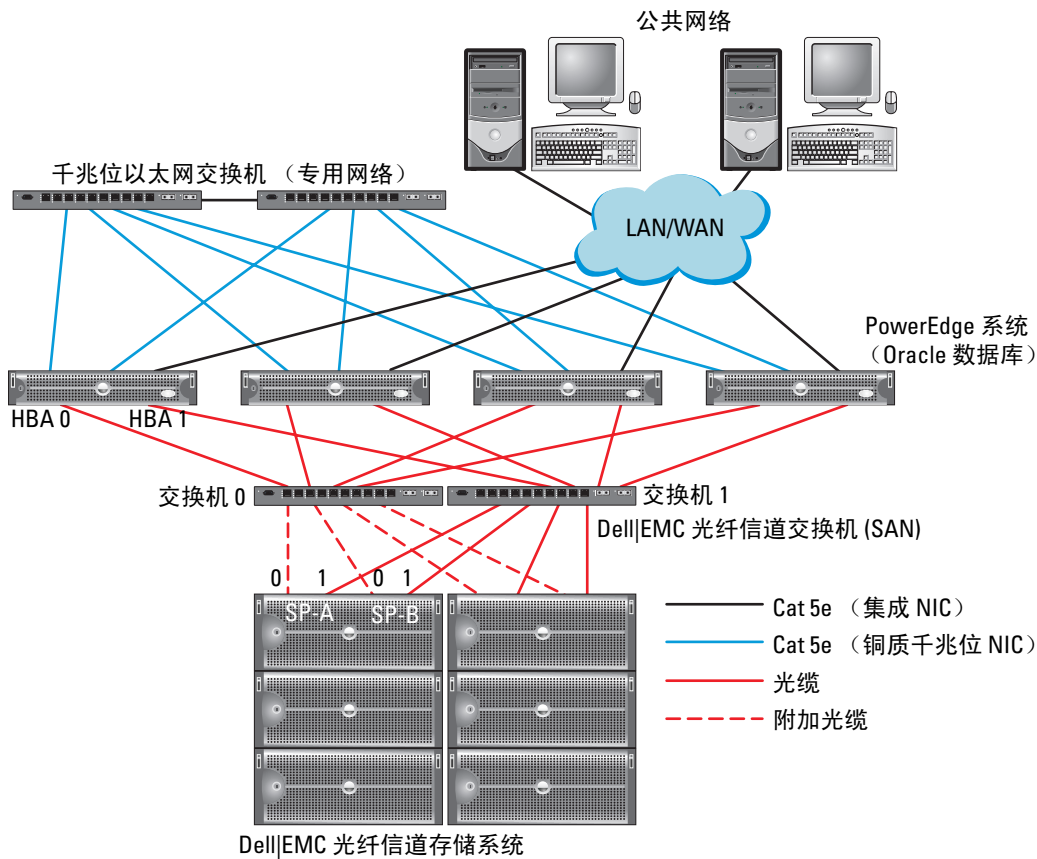 公共网络
千兆位以太网交换机 （专用网络）
LAN/WAN
PowerEdge 系统
（Oracle 数据库）
HBA 0 HBA 1
交换机 0
交换机 1
Dell|EMC 光纤信道交换机 (SAN)
0 1 0 1
SP-A SP-B
Cat 5e （集成 NIC）
Cat 5e （铜质千兆位 NIC）
光缆
附加光缆
Dell|EMC 光纤信道存储系统